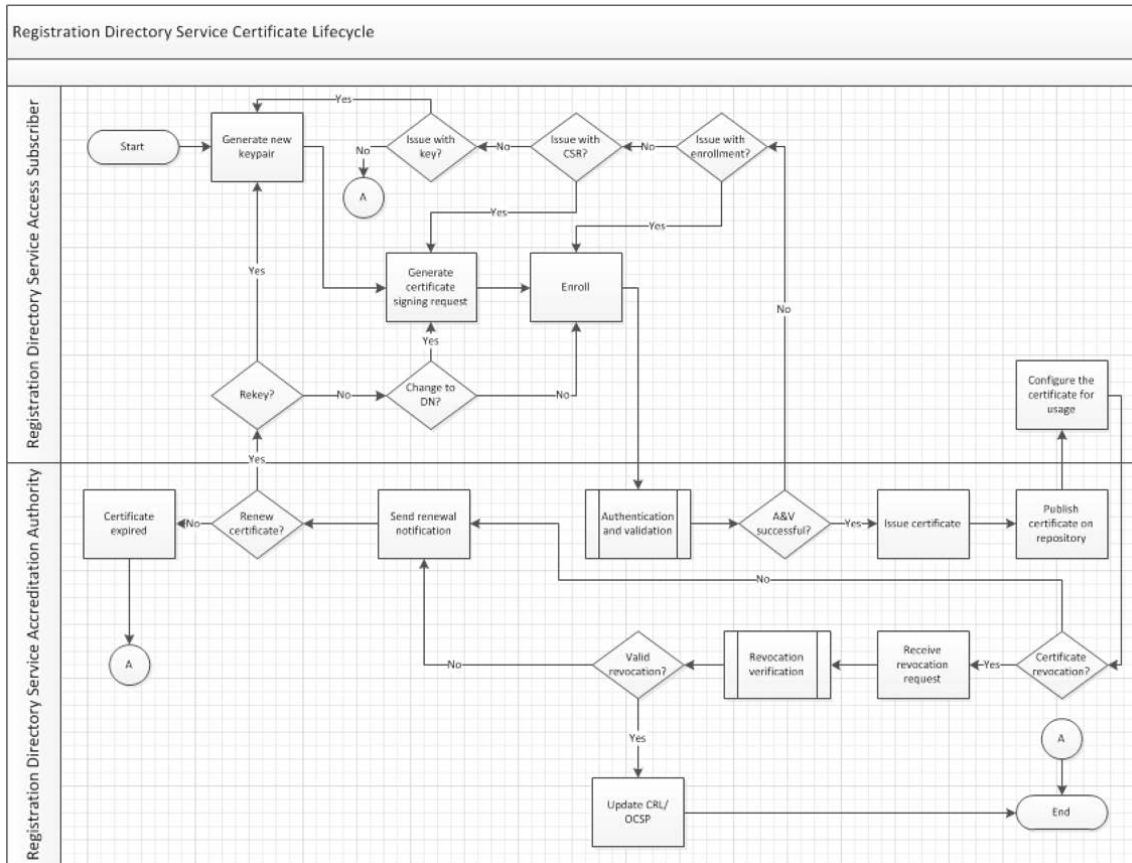 Registration Directory Service Certificate Lifecycle
Registration Directory Service Access Subscriber
Start
Generate new
keypair
Yes
Issue with
key?
No
A
No
Issue with
CSR?
No
Issue with
enrollment?
Yes
Yes
Yes
Generate
certificate
signing request
Enroll
No
Yes
Rekey?
No
Change to
DN?
No
Configure the
certificate for
usage
Registration Directory Service Accreditation Authority
Yes
Certificate
expired
No
Renew
certificate?
Send renewal
notification
Authentication
and validation
A&V
successful?
Yes
Issue certificate
Publish
certificate on
repository
No
A
No
Valid
revocation?
Revocation
verification
Receive
revocation
request
Yes
Certificate
revocation?
Yes
A
Update CRL/
OCSP
End